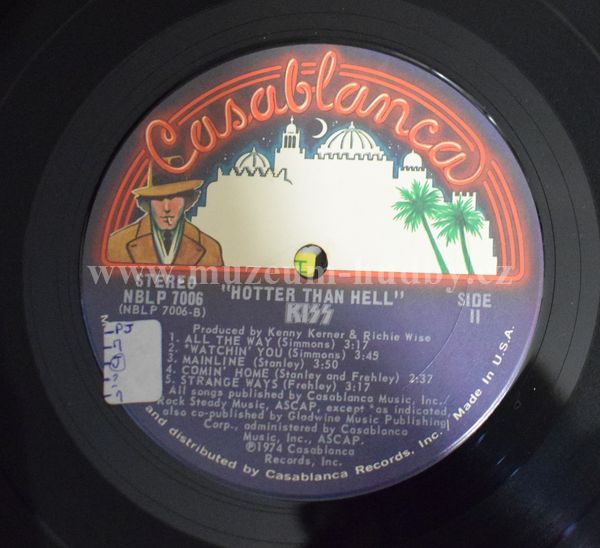 Casablanca
www.muzeum-hudby.cz
STEREO
NBLP 7006
(NBLP 7006-B)
"HOTTER THAN HELL"
KISS
SIDE
II
Produced by Kenny Kerner & Richie Wise
1. ALL THE WAY (Simmons) 3:17
2. *WATCHIN' YOU (Simmons) 3:45
3. MAINLINE (Stanley) 3:50
4. COMIN' HOME (Stanley and Frehley) 2:37
5. STRANGE WAYS (Frehley) 3:17
All songs published by Casablanca Music, Inc./
Rock Steady Music, ASCAP, except *as indicated,
also co-published by Gladwine Music Publishing
Corp., administered by Casablanca
Music, Inc., ASCAP.
℗1974 Casablanca
Records, Inc.
and distributed by Casablanca Records, Inc./Made In U.S.A.
PJ